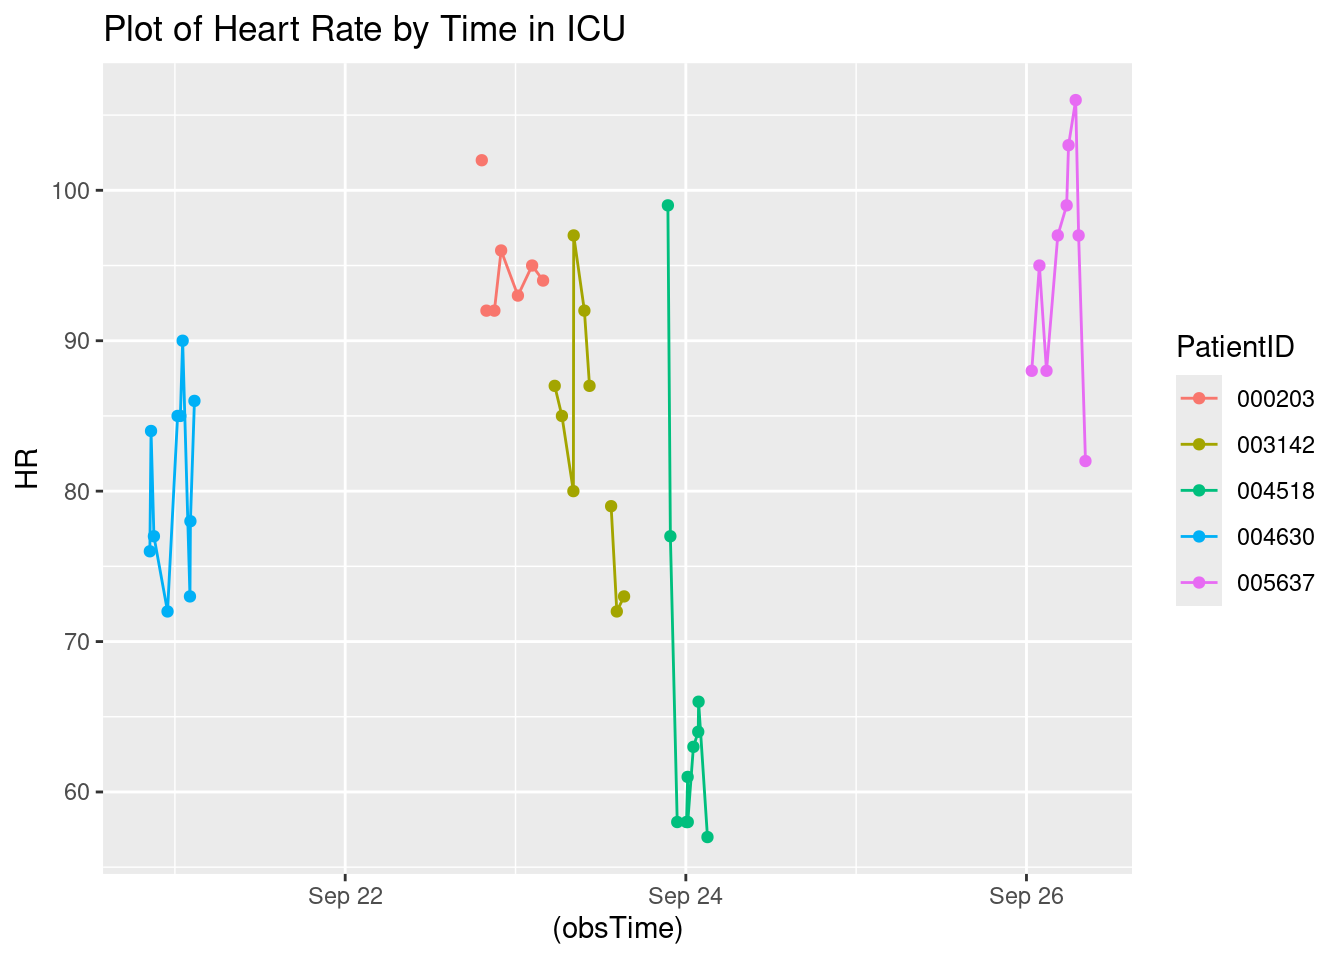 Plot of Heart Rate by Time in ICU
HR
100
90
80
70
60
Sep 22
Sep 24
Sep 26
(obsTime)
PatientID
000203
003142
004518
004630
005637